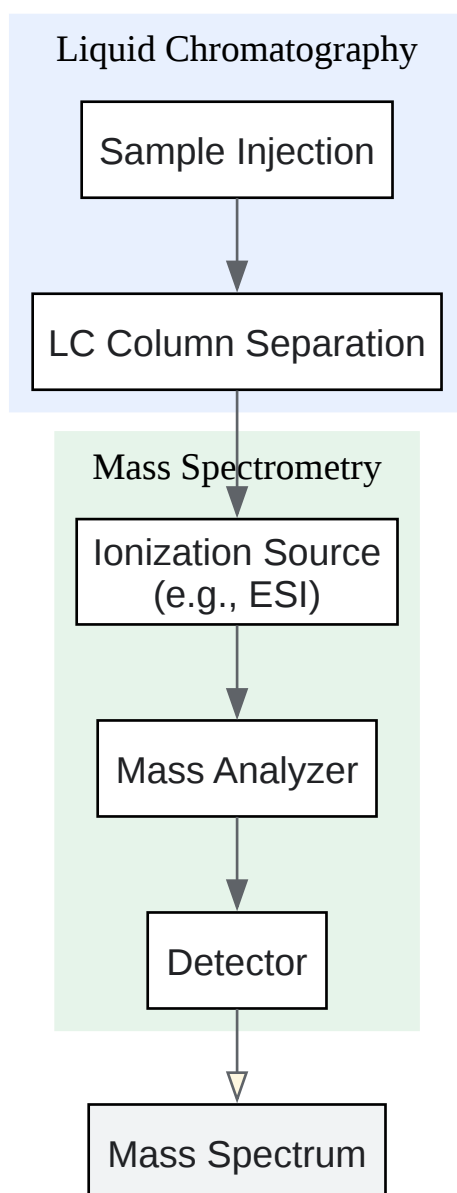 Liquid Chromatography
Sample Injection
LC Column Separation
Mass Spectrometry
Ionization Source
(e.g., ESI)
Mass Analyzer
Detector
Mass Spectrum